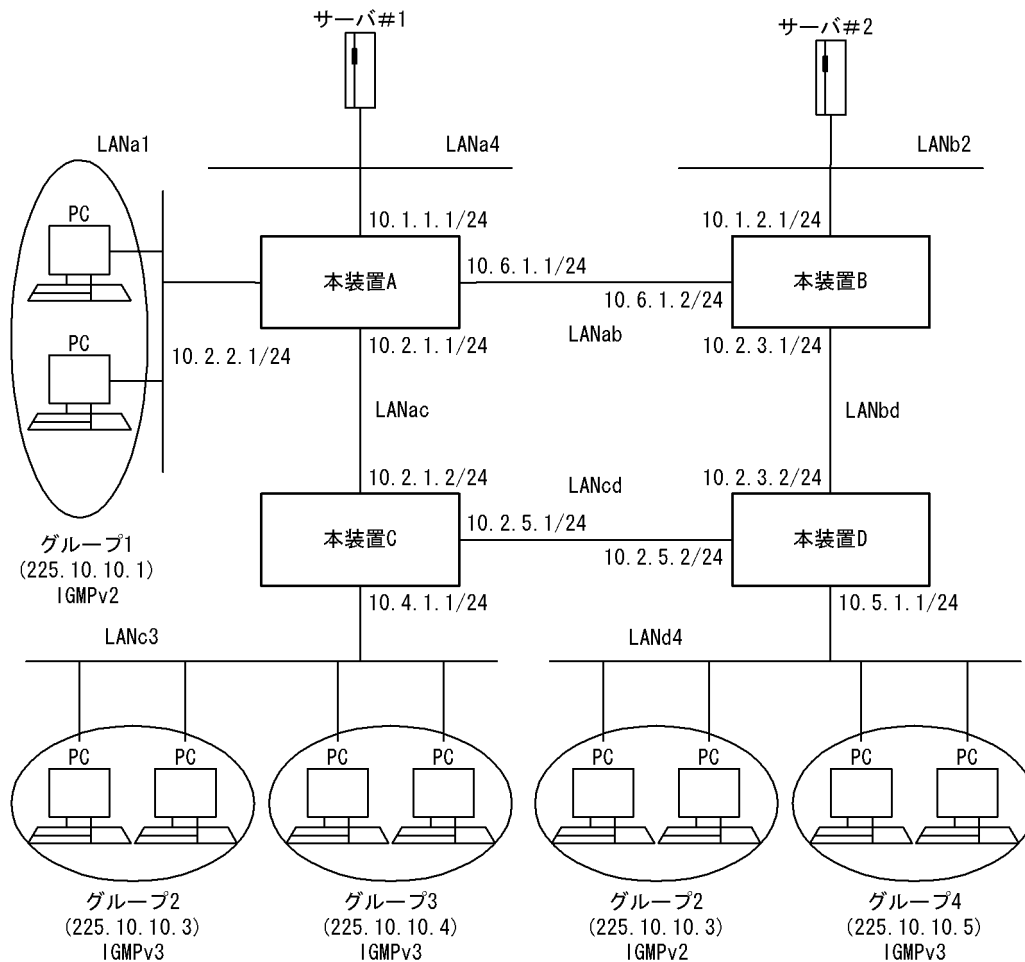 サーバ#1
サーバ#2
LANa1
LANa4
LANb2
PC
PC
10.1.1.1/24
10.1.2.1/24
本装置A
10.6.1.1/24
本装置B
10.6.1.2/24
LANab
10.2.2.1/24
10.2.1.1/24
10.2.3.1/24
LANac
LANbd
10.2.1.2/24
LANcd
10.2.3.2/24
本装置C
10.2.5.1/24
10.2.5.2/24
本装置D
グループ1
(225.10.10.1)
IGMPv2
10.4.1.1/24
10.5.1.1/24
LANc3
LANd4
PC
PC
PC
PC
PC
PC
PC
PC
グループ2
(225.10.10.3)
IGMPv3
グループ3
(225.10.10.4)
IGMPv3
グループ2
(225.10.10.3)
IGMPv2
グループ4
(225.10.10.5)
IGMPv3